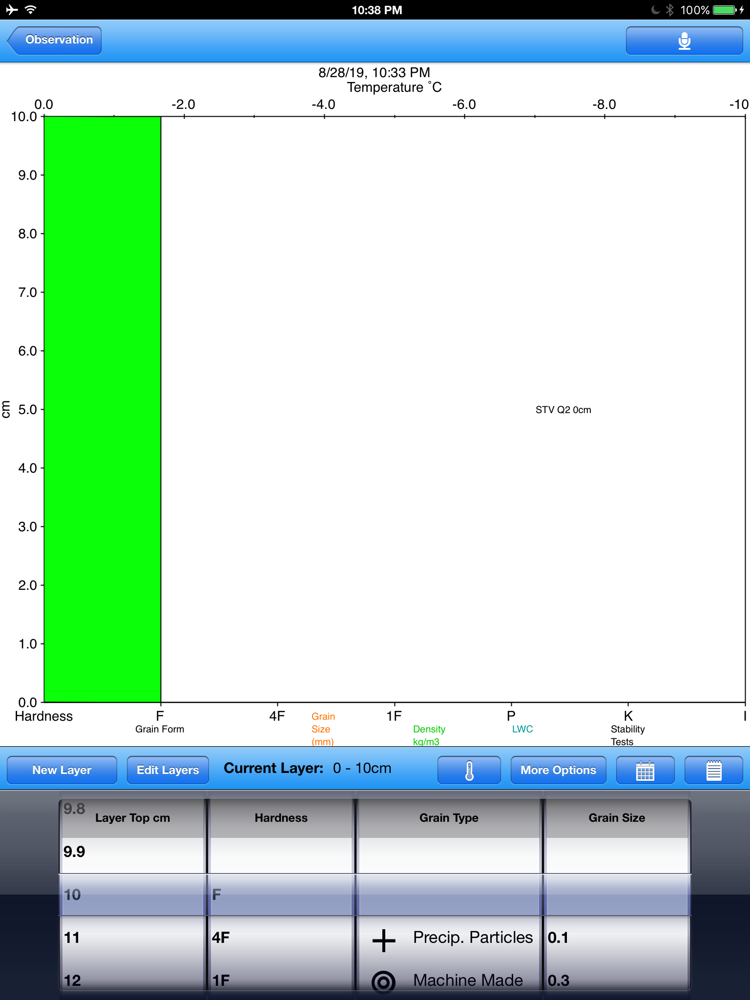 10:38 PM
100%
Observation
8/28/19, 10:33 PM
Temperature ˚C
0.0 -2.0 -4.0 -6.0 -8.0 -10
10.0
9.0
8.0
7.0
6.0
cm 5.0 STV Q2 0cm
4.0
3.0
2.0
1.0
0.0
Hardness F 4F Grain 1F P K I
Grain Form Size Density LWC Stability
(mm) kg/m3 Tests
New Layer Edit Layers Current Layer: 0 - 10cm More Options
9.8
Layer Top cm Hardness Grain Type Grain Size
9.9
10 F
11 4F Precip. Particles 0.1
12 1F Machine Made 0.3